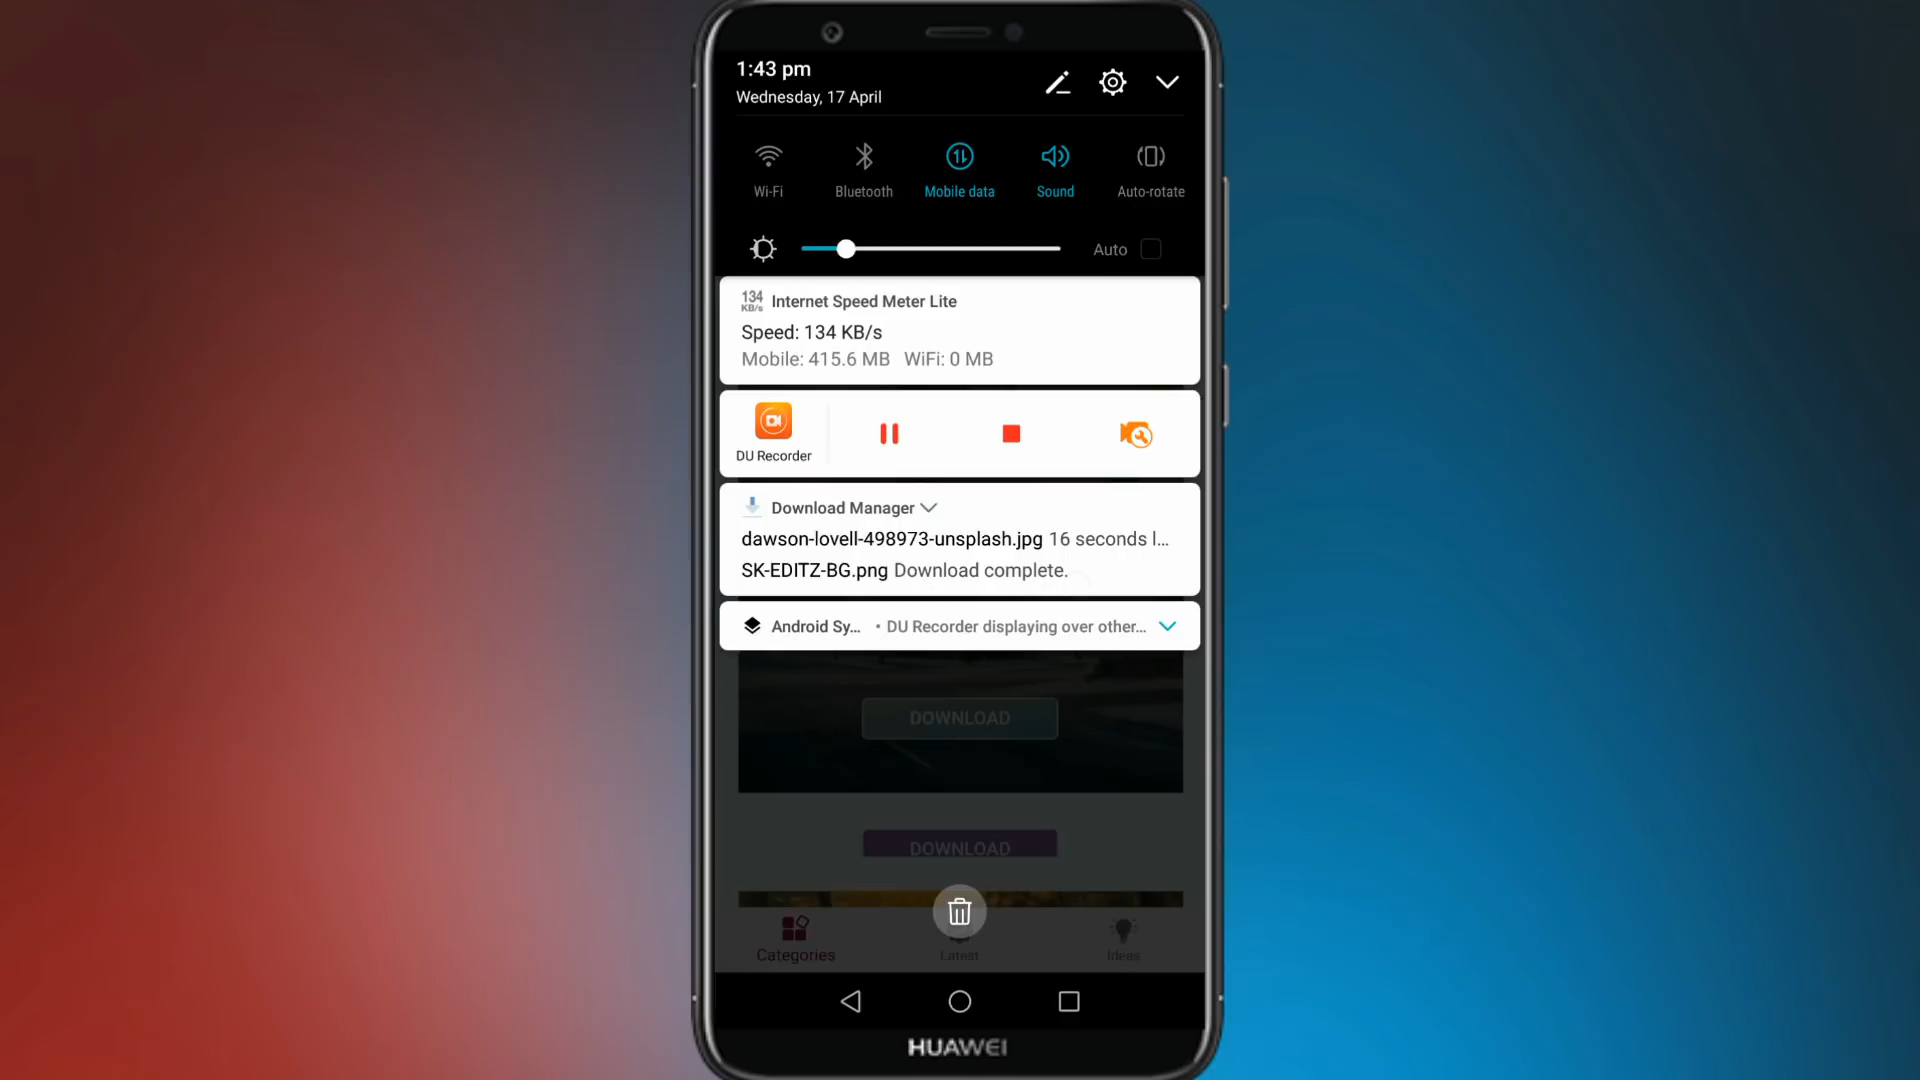 1:43 pm
Wednesday, 17 April
Wi-Fi
Bluetooth
Mobile data
Sound
Auto-rotate
Auto
134
KB/s
Internet Speed Meter Lite
Speed: 134 KB/s
Mobile: 415.6 MB WiFi: 0 MB
DU Recorder
Download Manager
dawson-lovell-498973-unsplash.jpg 16 seconds l...
SK-EDITZ-BG.png Download complete.
Android Sy... • DU Recorder displaying over other...
DOWNLOAD
DOWNLOAD
Categories
Latest
Ideas
HUAWEI